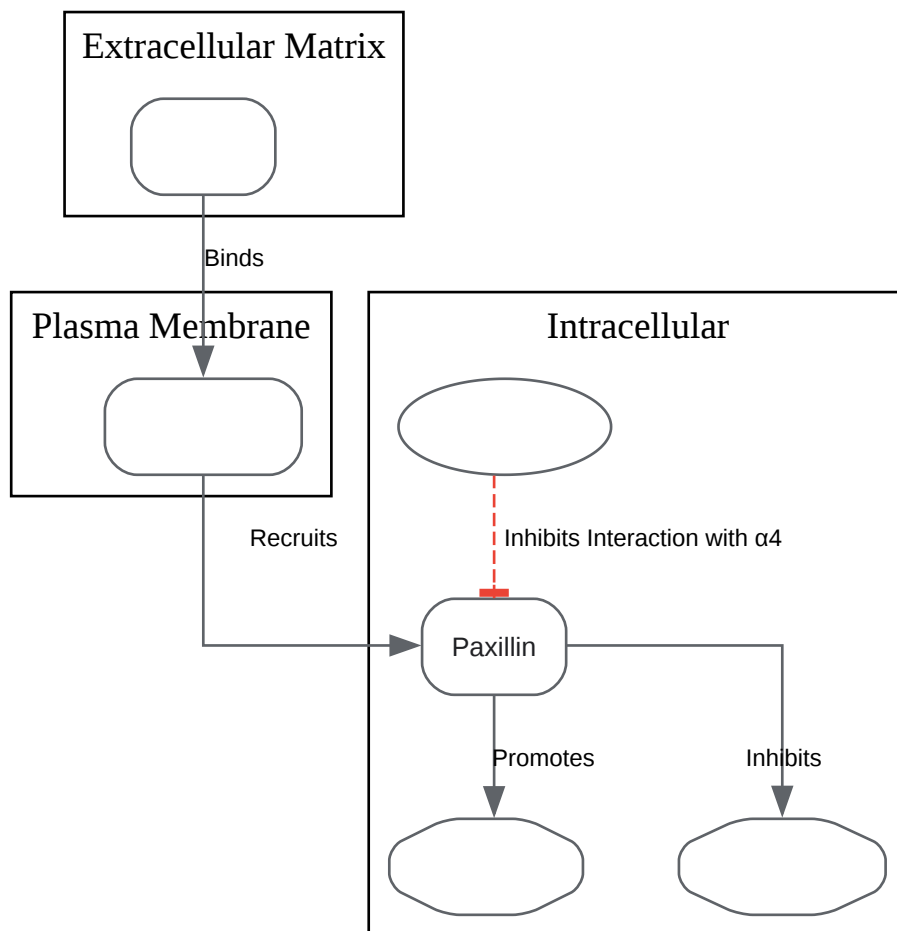 Extracellular Matrix
Binds
Plasma Membrane
Intracellular
Recruits
Inhibits Interaction with α4
Paxillin
Promotes
Inhibits